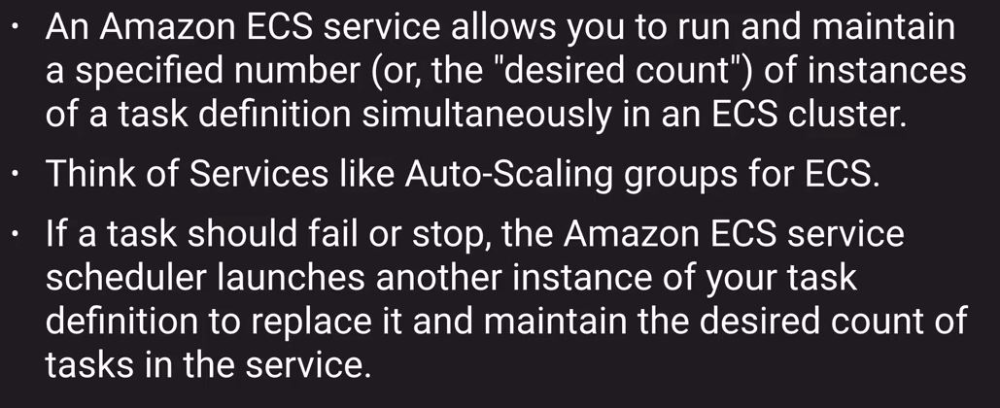 • An Amazon ECS service allows you to run and maintain
a specified number (or, the "desired count") of instances
of a task definition simultaneously in an ECS cluster.
• Think of Services like Auto-Scaling groups for ECS.
• If a task should fail or stop, the Amazon ECS service
scheduler launches another instance of your task
definition to replace it and maintain the desired count of
tasks in the service.